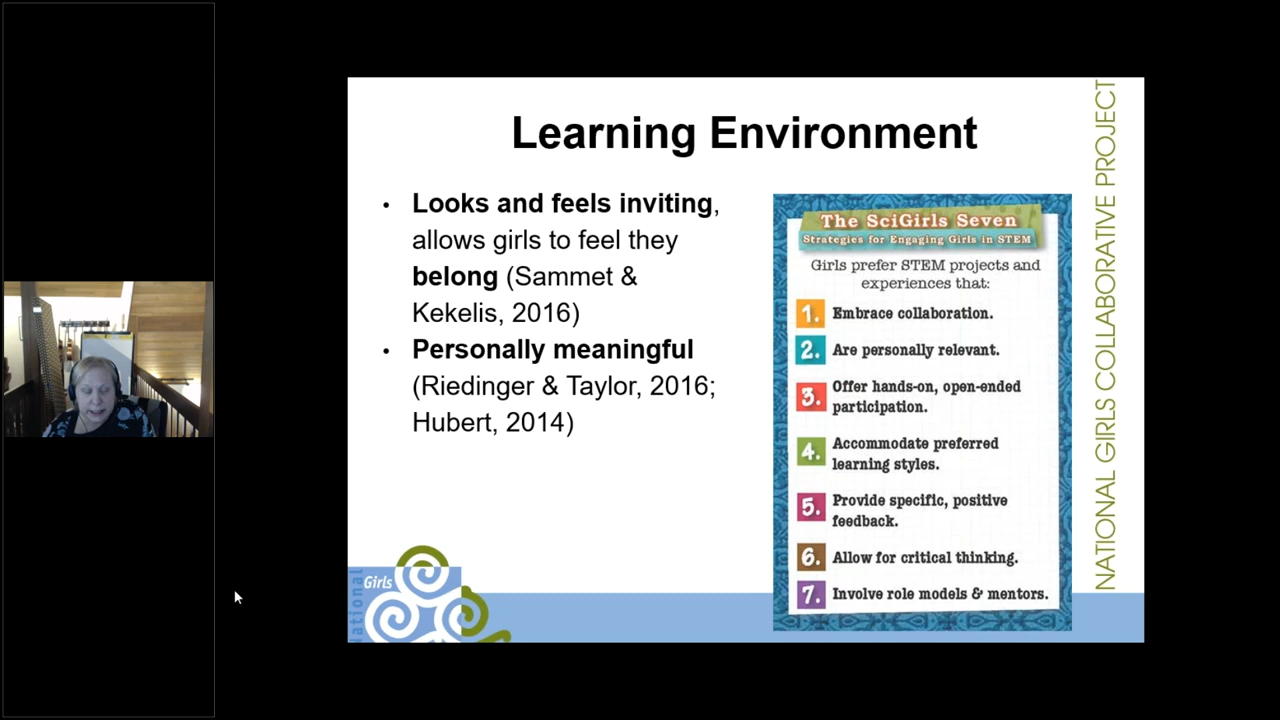 Learning Environment
• Looks and feels inviting,
allows girls to feel they
belong (Sammet &
Kekelis, 2016)
• Personally meaningful
(Riedinger & Taylor, 2016;
Hubert, 2014)
The SciGirls Seven
Strategies for Engaging Girls in STEM
Girls prefer STEM projects and
experiences that:
1. Embrace collaboration.
2. Are personally relevant.
3. Offer hands-on, open-ended
participation.
4. Accommodate preferred
learning styles.
5. Provide specific, positive
feedback.
6. Allow for critical thinking.
7. Involve role models & mentors.
NATIONAL GIRLS COLLABORATIVE PROJECT
Girls